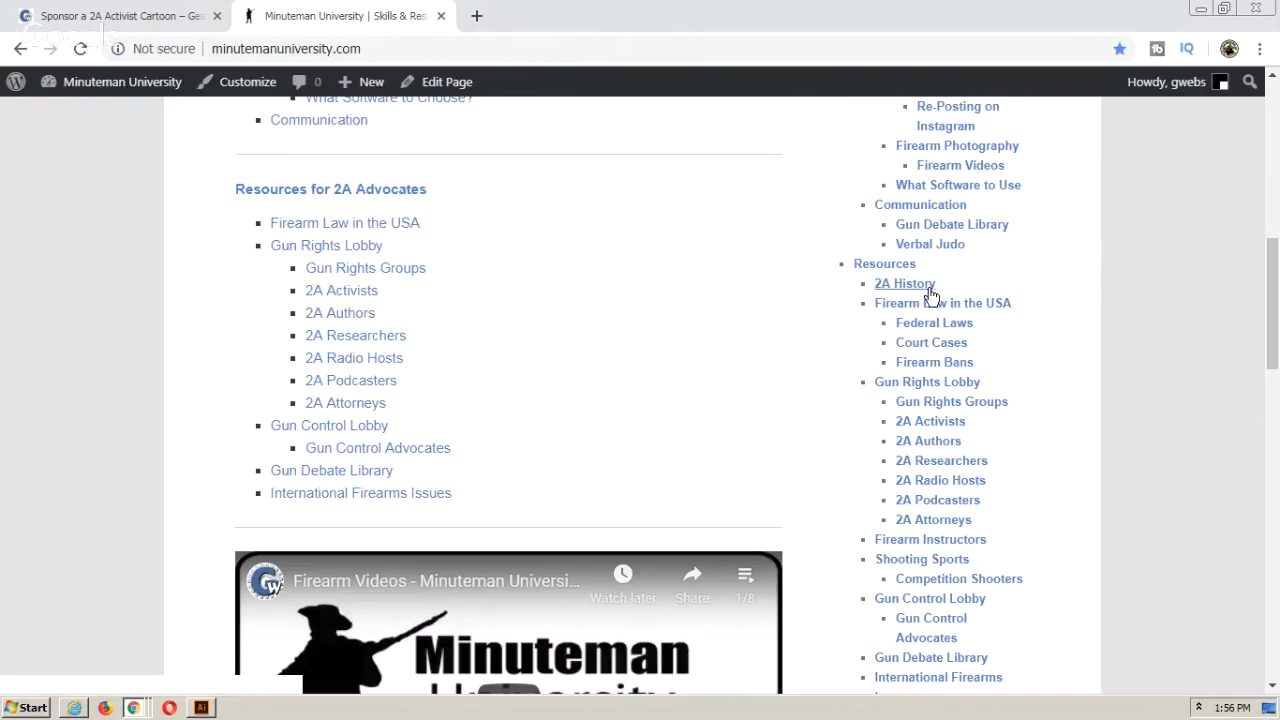 Sponsor a 2A Activist Cartoon – Gea
Minuteman University | Skills & Res
Not secure
minutemanuniversity.com
Minuteman University
Customize
0
New
Edit Page
Howdy, gwebs
What Software to Choose?
Communication
Resources for 2A Advocates
Firearm Law in the USA
Gun Rights Lobby
Gun Rights Groups
2A Activists
2A Authors
2A Researchers
2A Radio Hosts
2A Podcasters
2A Attorneys
Gun Control Lobby
Gun Control Advocates
Gun Debate Library
International Firearms Issues
Firearm Videos - Minuteman Universi...
Watch later
Share
1/8
Minuteman
University
Re-Posting on
Instagram
Firearm Photography
Firearm Videos
What Software to Use
Communication
Gun Debate Library
Verbal Judo
Resources
2A History
Firearm Law in the USA
Federal Laws
Court Cases
Firearm Bans
Gun Rights Lobby
Gun Rights Groups
2A Activists
2A Authors
2A Researchers
2A Radio Hosts
2A Podcasters
2A Attorneys
Firearm Instructors
Shooting Sports
Competition Shooters
Gun Control Lobby
Gun Control
Advocates
Gun Debate Library
International Firearms
Start
1:56 PM